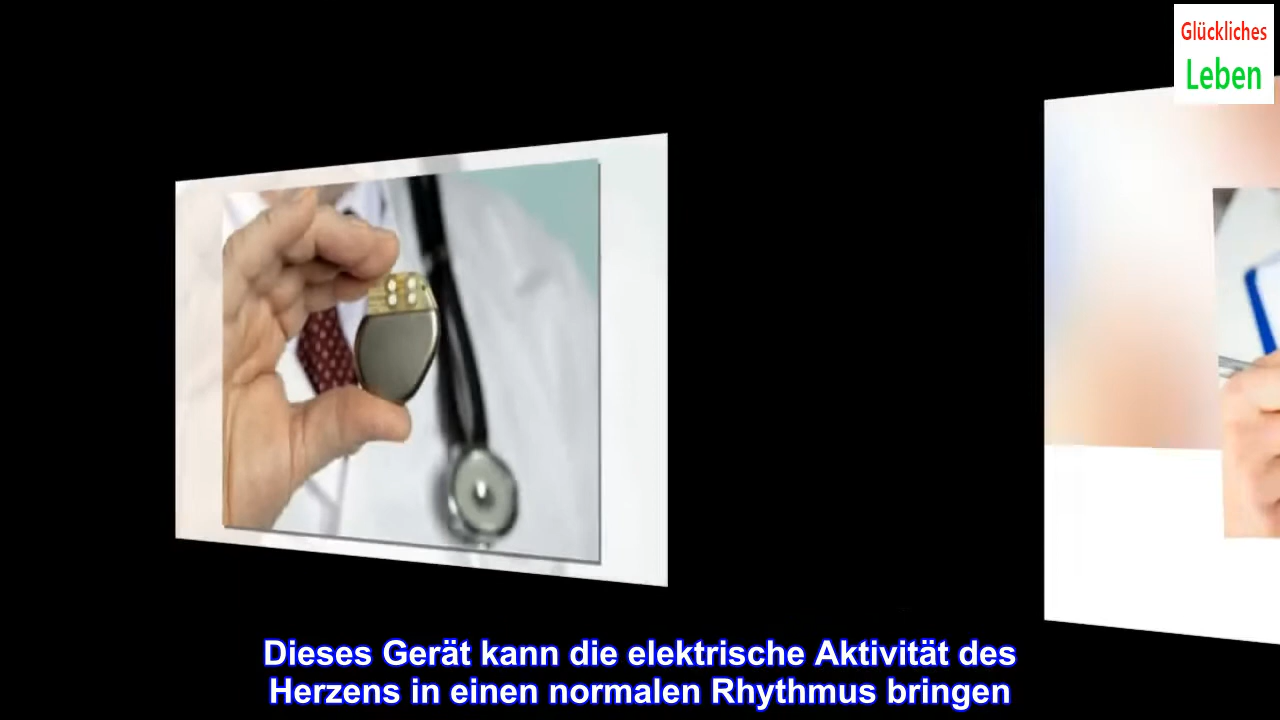 Glückliches
Leben
Dieses Gerät kann die elektrische Aktivität des
Herzens in einen normalen Rhythmus bringen